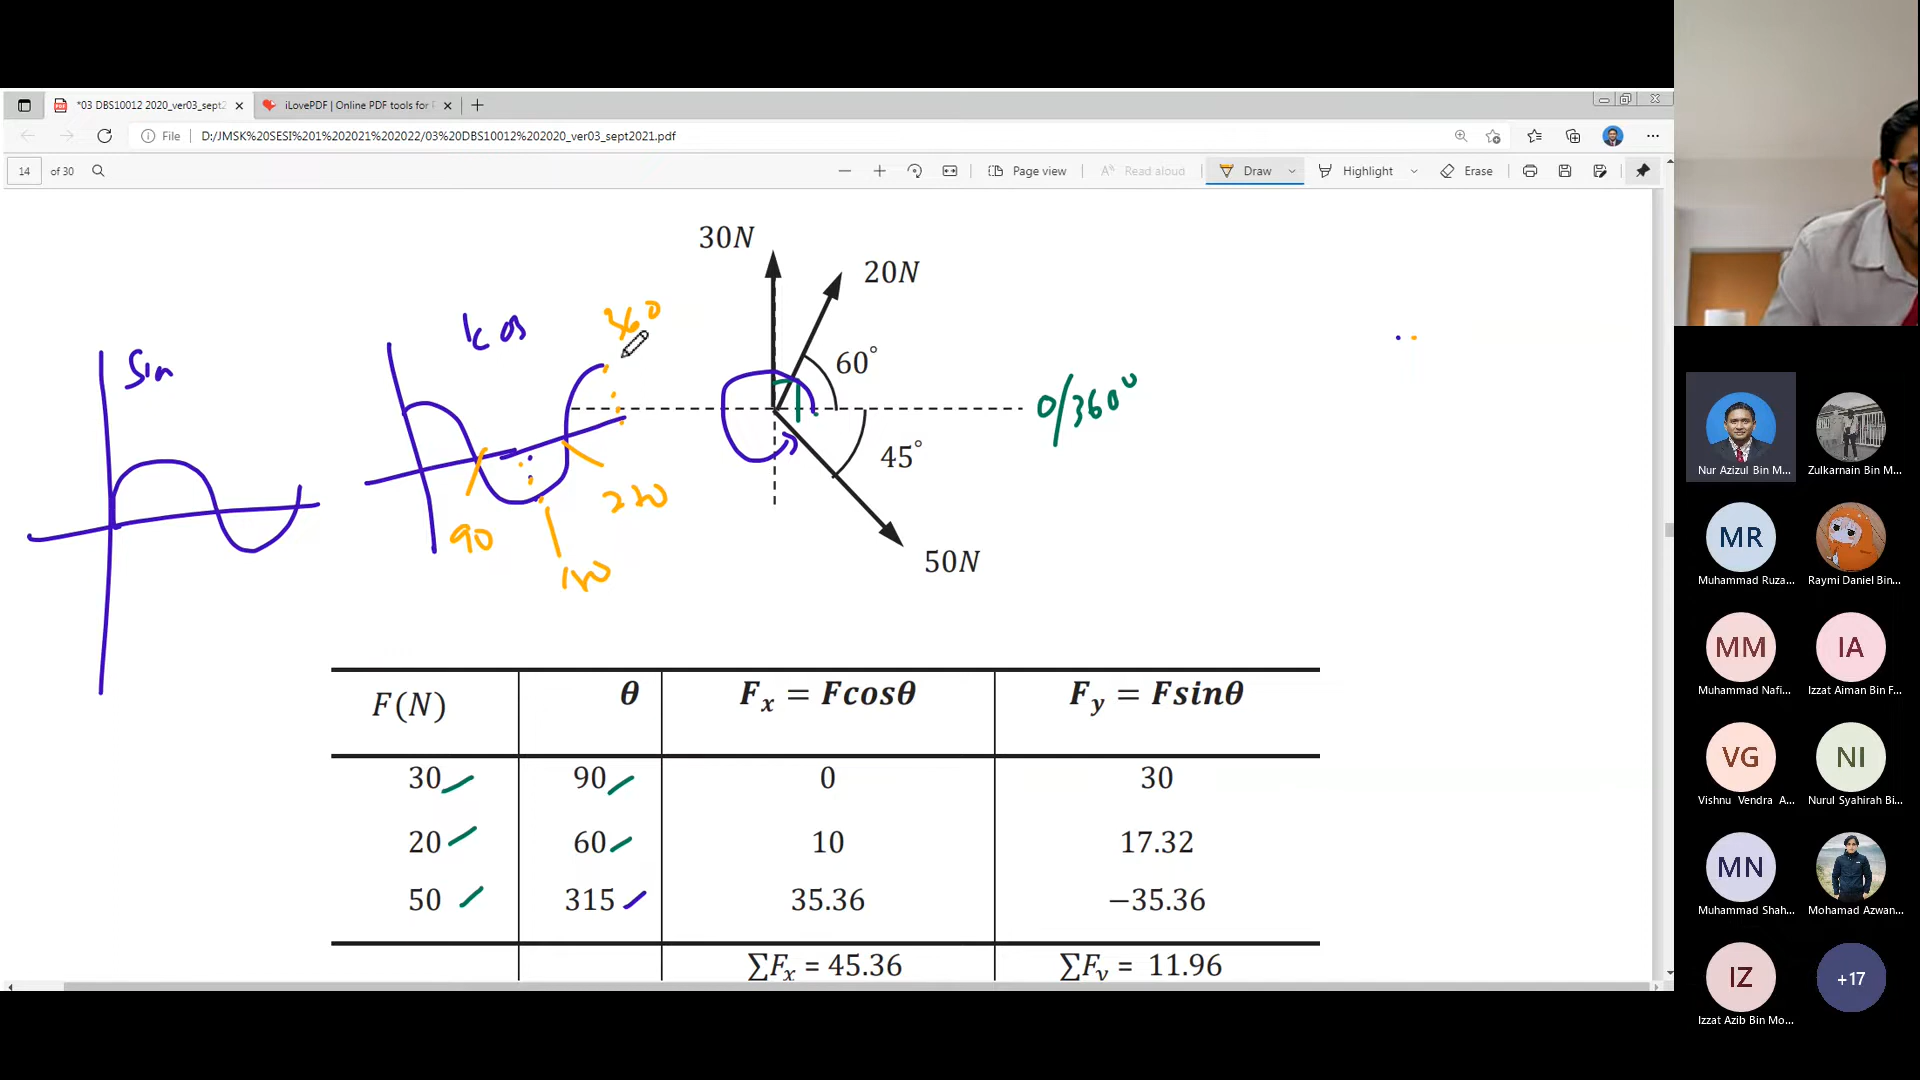 *03 DBS10012 2020_ver03_sept2
iLovePDF | Online PDF tools for
File
D:/JMSK%20SESI%201%202021%202022/03%20DBS10012%202020_ver03_sept2021.pdf
14 of 30
Page view
Read aloud
Draw
Highlight
Erase
30N
20N
60°
45°
50N
0/360°
Sin
kos
360
90
180
F(N) θ Fx = Fcosθ Fy = Fsinθ
30 90 0 30
20 60 10 17.32
50 315 35.36 −35.36
∑Fx = 45.36 ∑Fy = 11.96
Nur Azizul Bin M...
Zulkarnain Bin M...
MR
Muhammad Ruza...
Raymi Daniel Bin...
MM
Muhammad Nafi...
IA
Izzat Aiman Bin F...
VG
Vishnu Vendra A...
NI
Nurul Syahirah Bi...
MN
Muhammad Shah...
Mohamad Azwan...
IZ
Izzat Azib Bin Mo...
+17